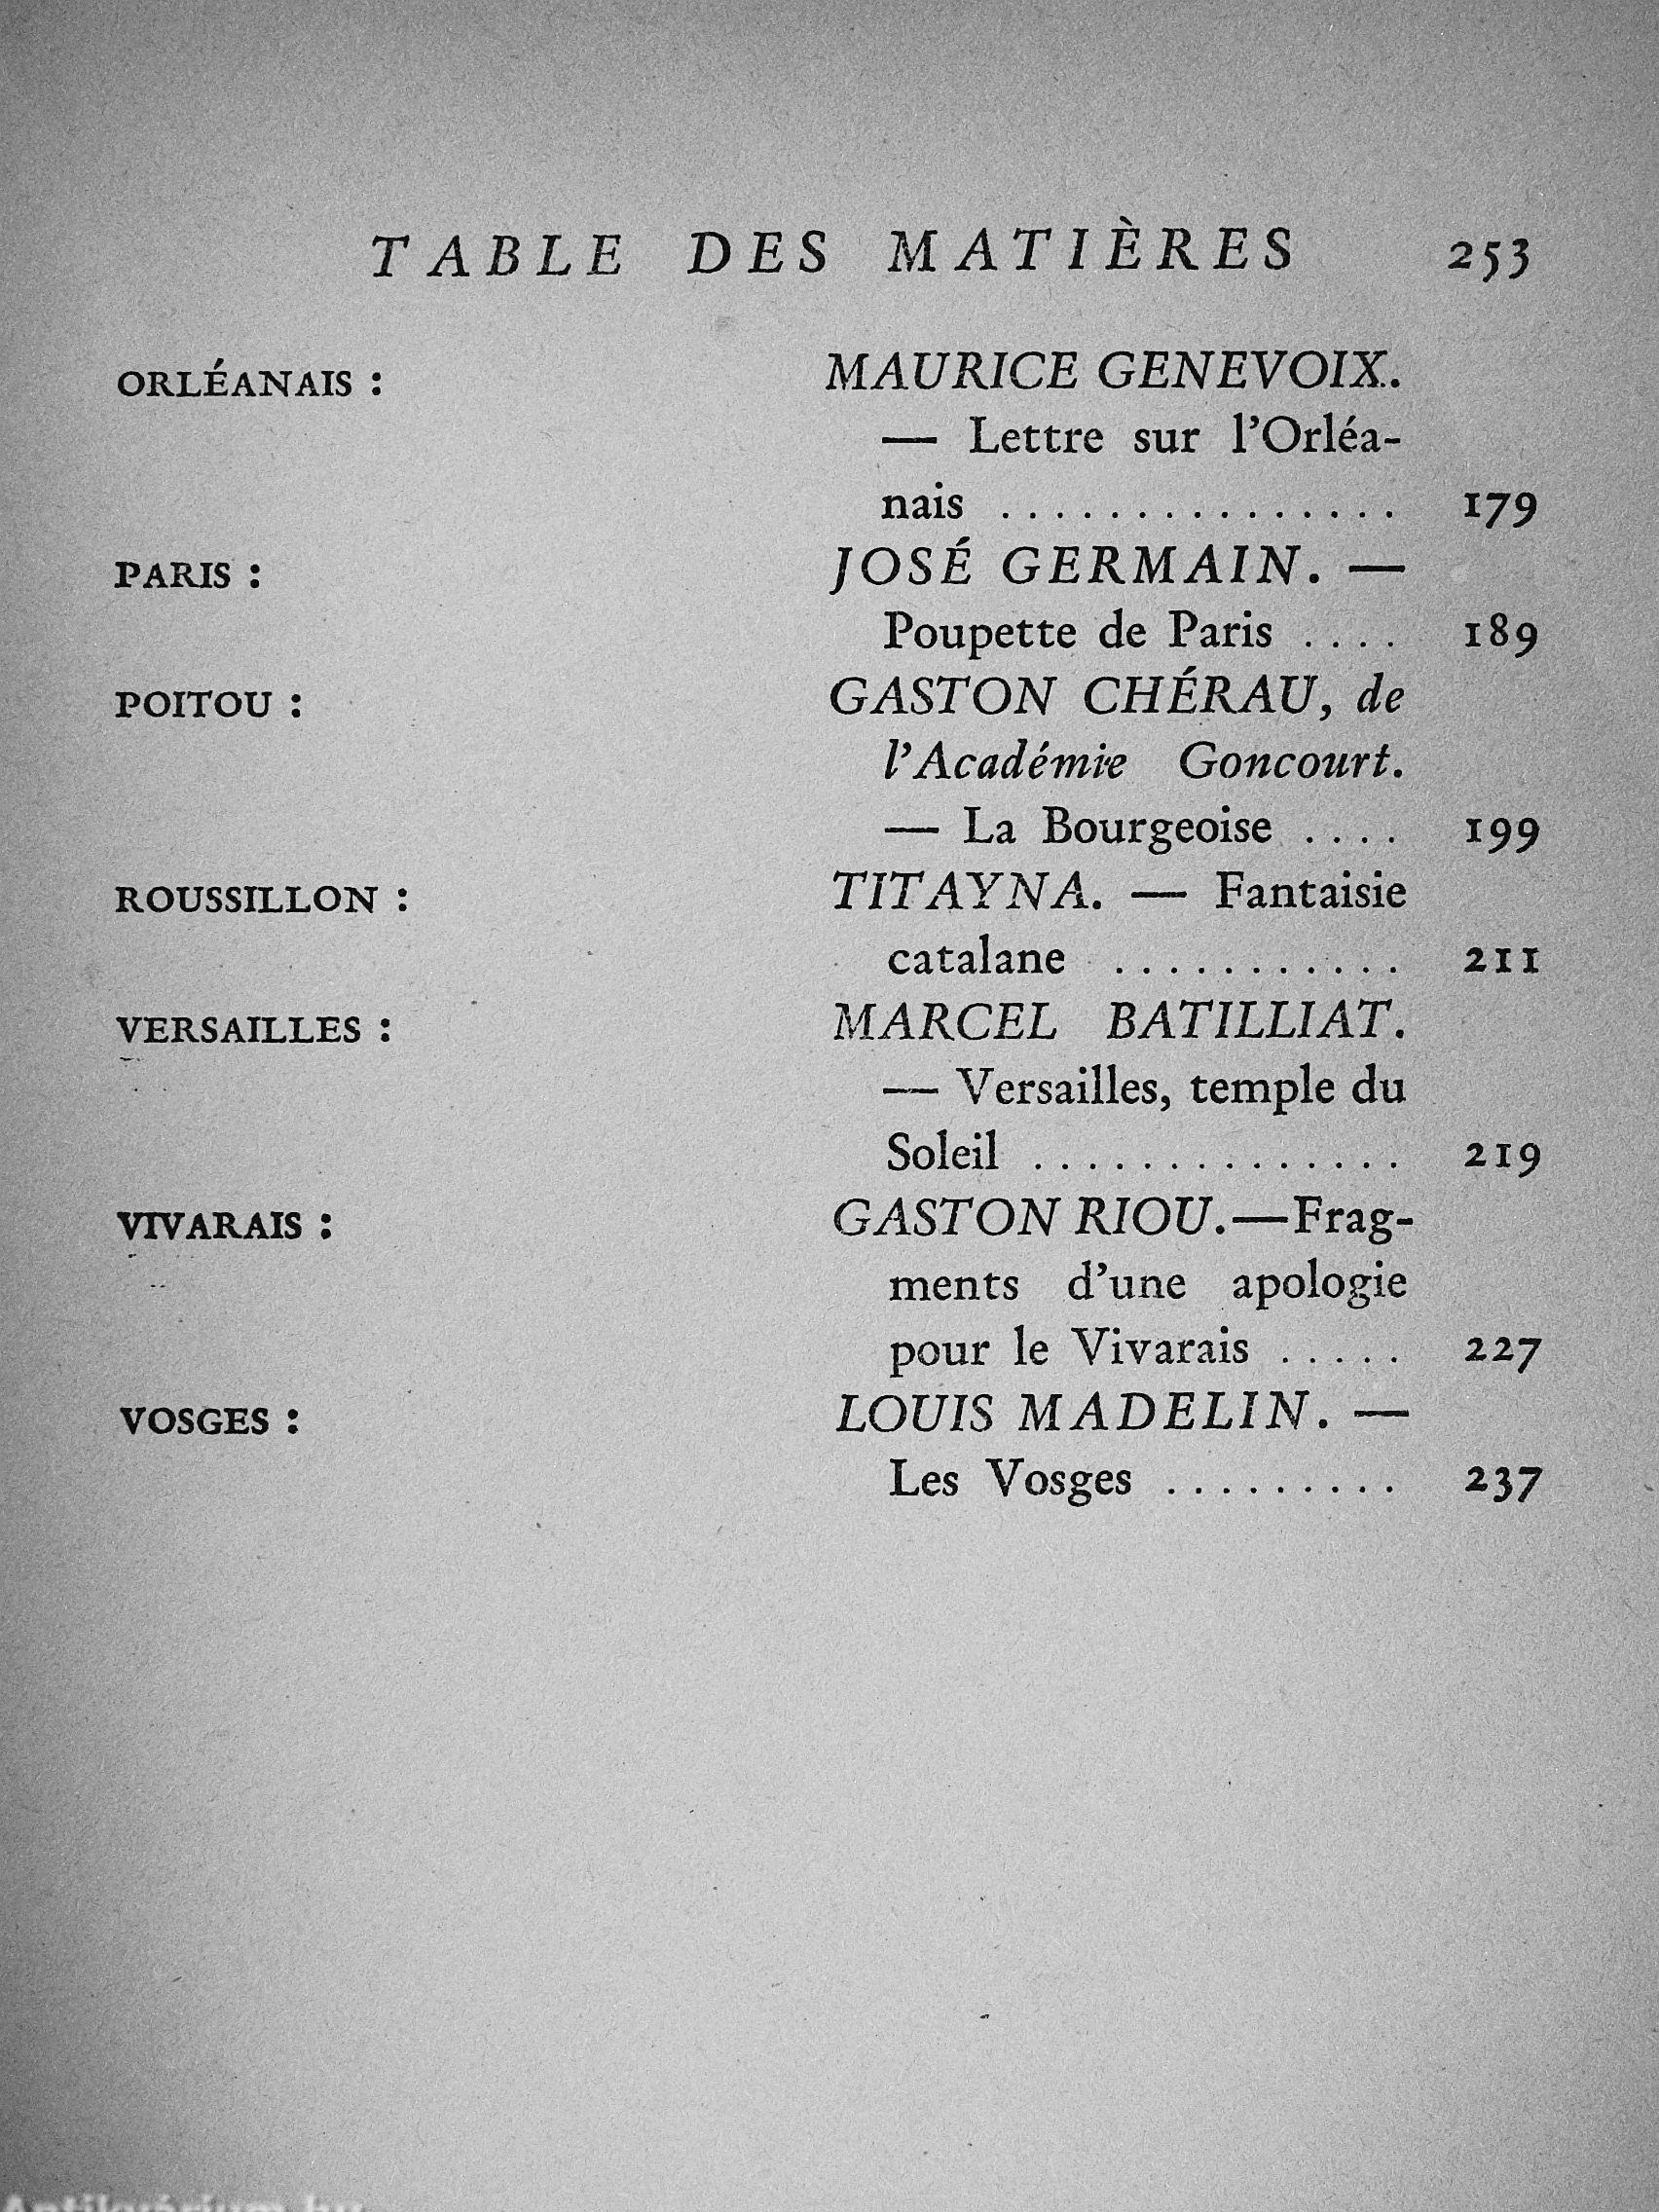 TABLE DES MATIÈRES 253
ORLÉANAIS : MAURICE GENEVOIX.
— Lettre sur l'Orléa-
nais ............... 179
PARIS : JOSÉ GERMAIN. —
Poupette de Paris .... 189
POITOU : GASTON CHÉRAU, de
l'Académie Goncourt.
— La Bourgeoise .... 199
ROUSSILLON : TITAYNA. — Fantaisie
catalane ........... 211
VERSAILLES : MARCEL BATILLIAT.
— Versailles, temple du
Soleil .............. 219
VIVARAIS : GASTON RIOU.—Frag-
ments d'une apologie
pour le Vivarais ..... 227
VOSGES : LOUIS MADELIN. —
Les Vosges ......... 237